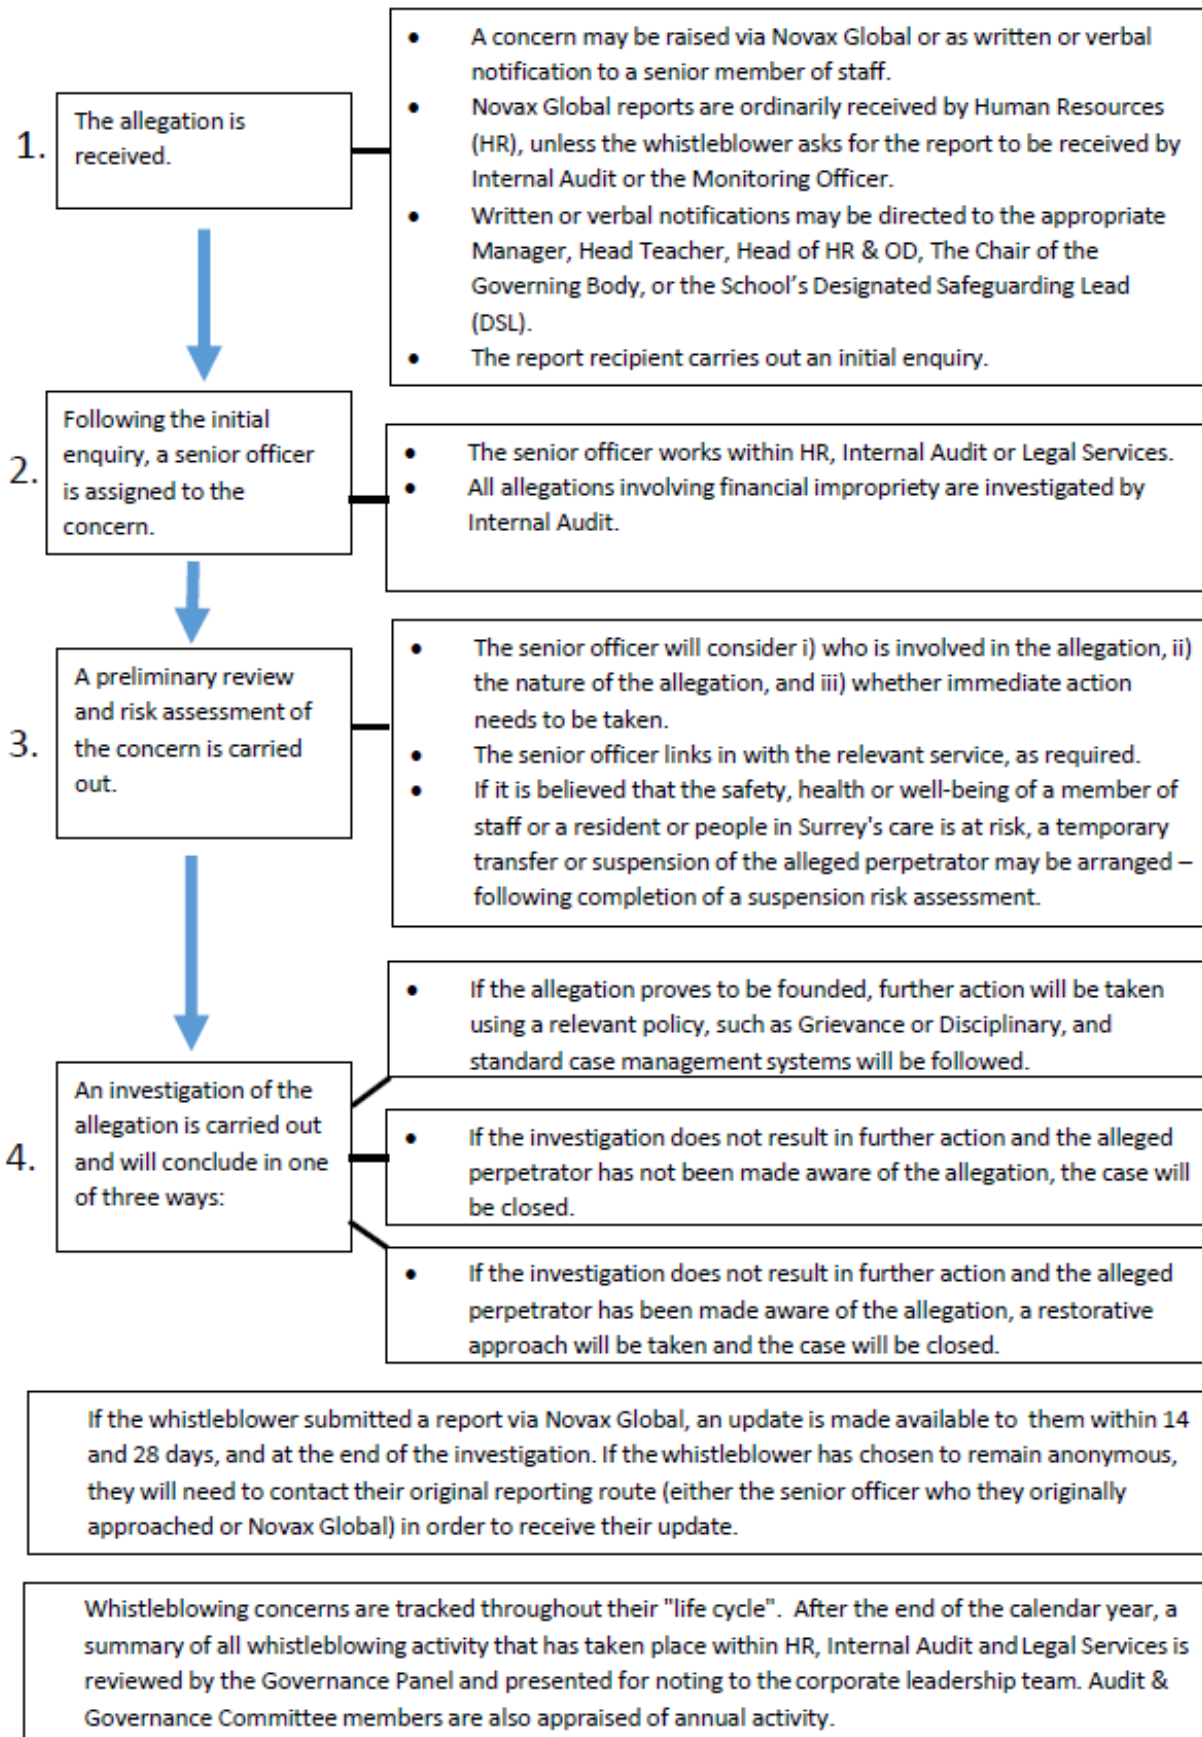 1.
The allegation is
received.
• A concern may be raised via Novax Global or as written or verbal
notification to a senior member of staff.
• Novax Global reports are ordinarily received by Human Resources
(HR), unless the whistleblower asks for the report to be received by
Internal Audit or the Monitoring Officer.
• Written or verbal notifications may be directed to the appropriate
Manager, Head Teacher, Head of HR & OD, The Chair of the
Governing Body, or the School's Designated Safeguarding Lead
(DSL).
• The report recipient carries out an initial enquiry.
2.
Following the initial
enquiry, a senior officer
is assigned to the
concern.
• The senior officer works within HR, Internal Audit or Legal Services.
• All allegations involving financial impropriety are investigated by
Internal Audit.
3.
A preliminary review
and risk assessment of
the concern is carried
out.
• The senior officer will consider i) who is involved in the allegation, ii)
the nature of the allegation, and iii) whether immediate action
needs to be taken.
• The senior officer links in with the relevant service, as required.
• If it is believed that the safety, health or well-being of a member of
staff or a resident or people in Surrey's care is at risk, a temporary
transfer or suspension of the alleged perpetrator may be arranged –
following completion of a suspension risk assessment.
4.
An investigation of the
allegation is carried out
and will conclude in one
of three ways:
• If the allegation proves to be founded, further action will be taken
using a relevant policy, such as Grievance or Disciplinary, and
standard case management systems will be followed.
• If the investigation does not result in further action and the alleged
perpetrator has not been made aware of the allegation, the case will
be closed.
• If the investigation does not result in further action and the alleged
perpetrator has been made aware of the allegation, a restorative
approach will be taken and the case will be closed.
If the whistleblower submitted a report via Novax Global, an update is made available to them within 14
and 28 days, and at the end of the investigation. If the whistleblower has chosen to remain anonymous,
they will need to contact their original reporting route (either the senior officer who they originally
approached or Novax Global) in order to receive their update.
Whistleblowing concerns are tracked throughout their "life cycle". After the end of the calendar year, a
summary of all whistleblowing activity that has taken place within HR, Internal Audit and Legal Services is
reviewed by the Governance Panel and presented for noting to the corporate leadership team. Audit &
Governance Committee members are also appraised of annual activity.